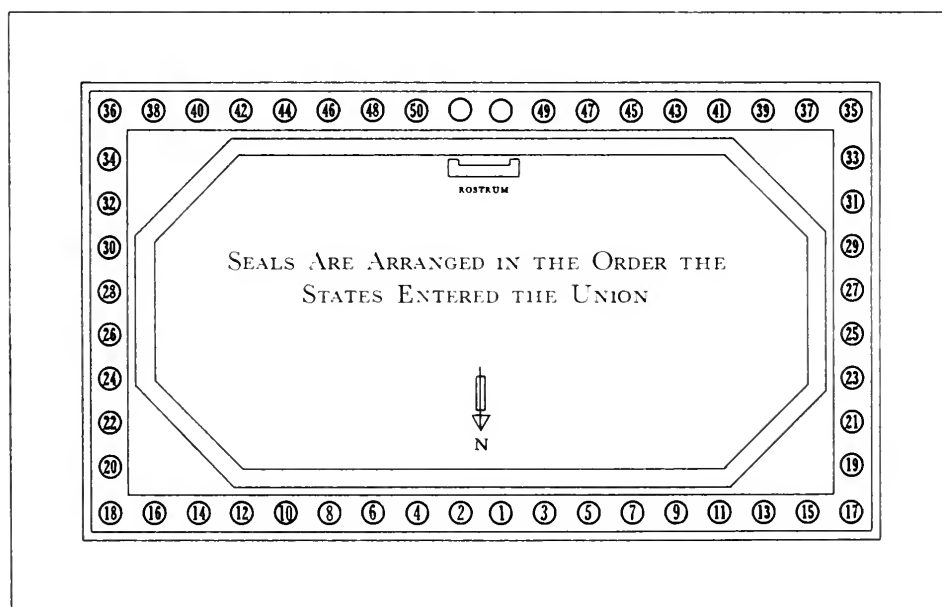 36 38 40 42 44 46 48 50 49 47 45 43 41 39 37 35
34 33
ROSTRUM
32 31
30 29
SEALS ARE ARRANGED IN THE ORDER THE
28 27
STATES ENTERED THE UNION
26 25
24 23
22 21
N
20 19
18 16 14 12 10 8 6 4 2 1 3 5 7 9 11 13 15 17